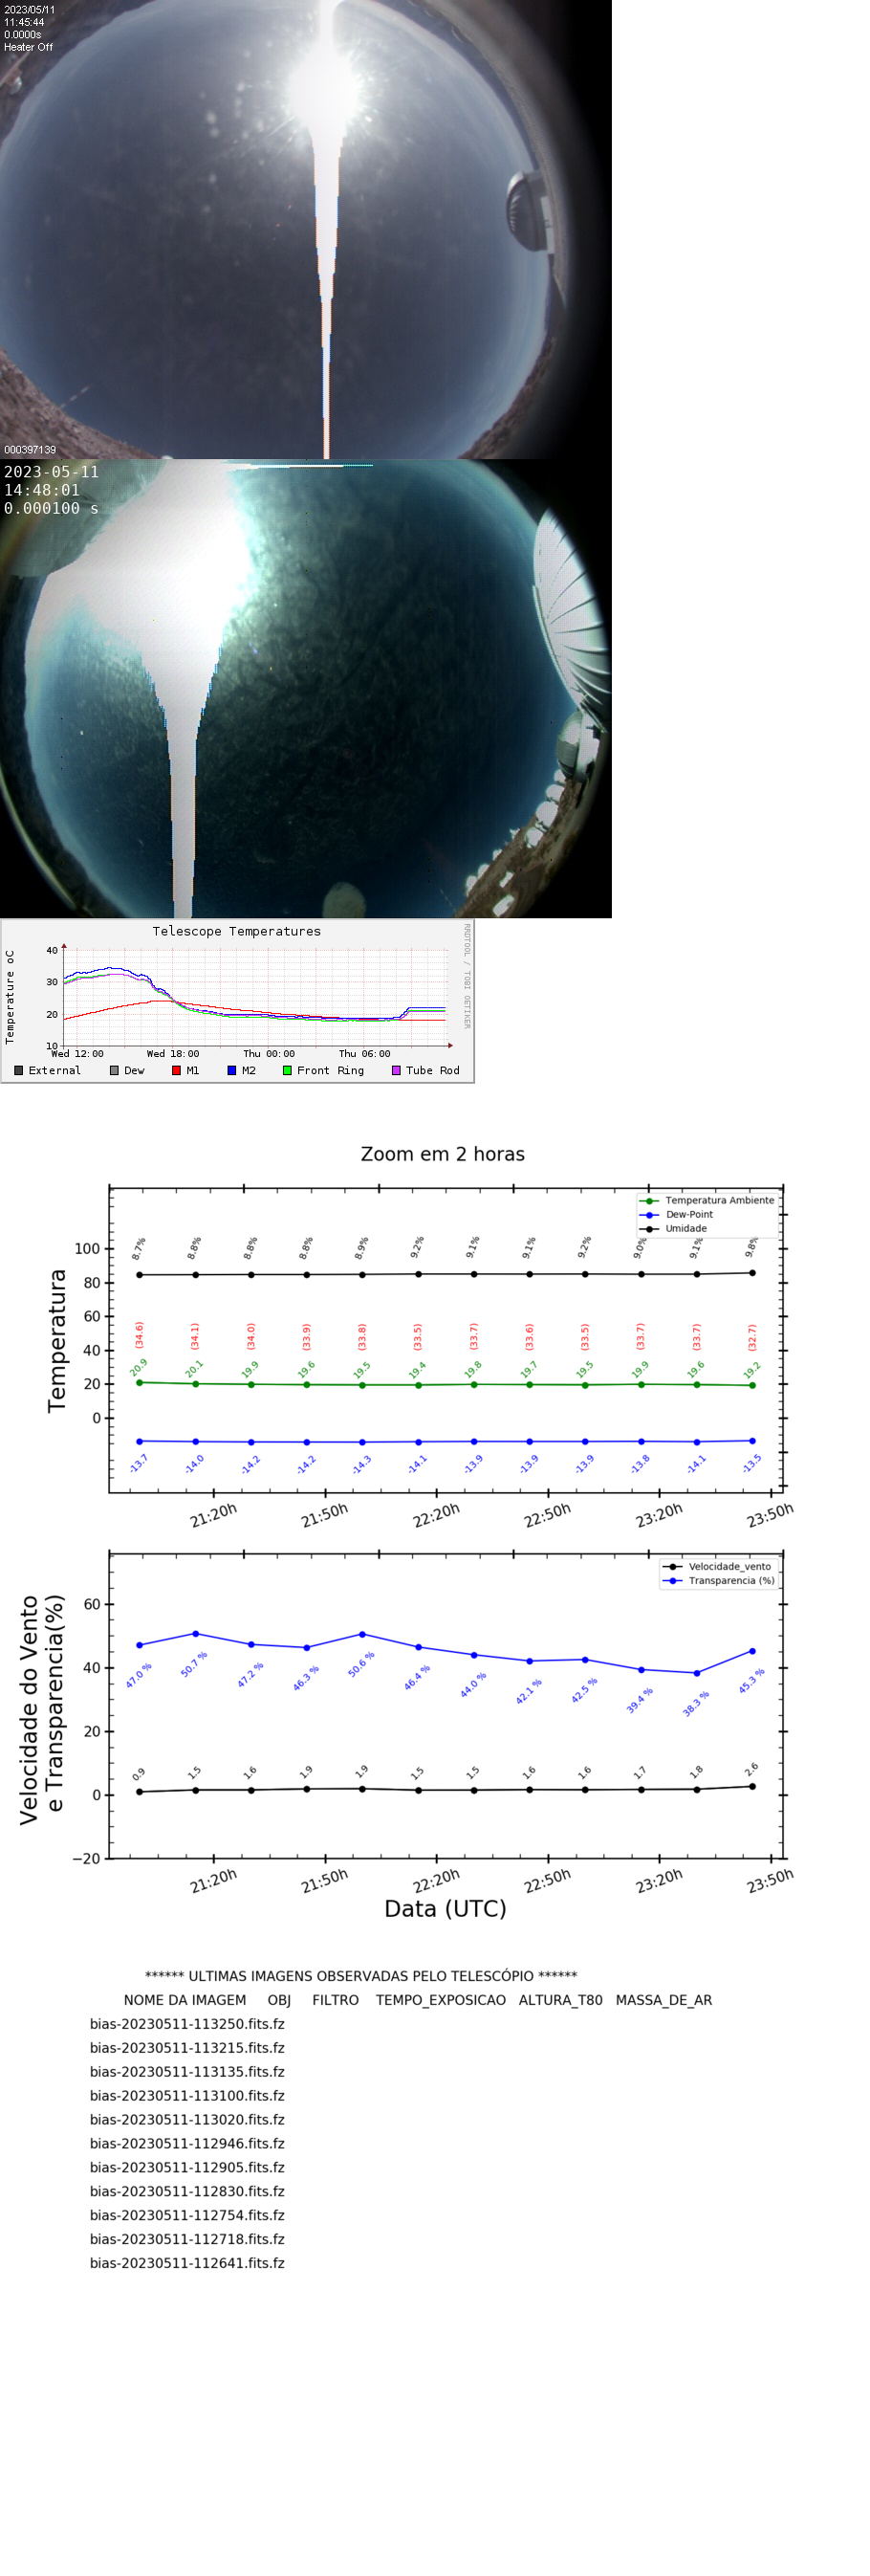 2023/05/11
11:45:44
0.0000s
Heater Off
000397139
2023-05-11
14:48:01
0.000100 s
Telescope Temperatures
RRDTOOL / TOBI OETIKER
Temperature oC
40
30
20
10
Wed 12:00 Wed 18:00 Thu 00:00 Thu 06:00
External Dew M1 M2 Front Ring Tube Rod
Zoom em 2 horas
Temperatura Ambiente
Dew-Point
Umidade
Temperatura
100
80
60
40
20
0
8.7% 8.8% 8.8% 8.8% 8.9% 9.2% 9.1% 9.1% 9.2% 9.0% 9.1% 9.8%
(34.6) (34.1) (34.0) (33.9) (33.8) (33.5) (33.7) (33.6) (33.5) (33.7) (33.7) (32.7)
20.9 20.1 19.9 19.6 19.5 19.4 19.8 19.7 19.5 19.9 19.6 19.2
-13.7 -14.0 -14.2 -14.2 -14.3 -14.1 -13.9 -13.9 -13.9 -13.8 -14.1 -13.5
21:20h 21:50h 22:20h 22:50h 23:20h 23:50h
Velocidade_vento
Transparencia (%)
Velocidade do Vento
e Transparencia(%)
60
40
20
0
−20
47.0 % 50.7 % 47.2 % 46.3 % 50.6 % 46.4 % 44.0 % 42.1 % 42.5 % 39.4 % 38.3 % 45.3 %
0.9 1.5 1.6 1.9 1.9 1.5 1.5 1.6 1.6 1.7 1.8 2.6
21:20h 21:50h 22:20h 22:50h 23:20h 23:50h
Data (UTC)
****** ULTIMAS IMAGENS OBSERVADAS PELO TELESCÓPIO ******
NOME DA IMAGEM OBJ FILTRO TEMPO_EXPOSICAO ALTURA_T80 MASSA_DE_AR
bias-20230511-113250.fits.fz
bias-20230511-113215.fits.fz
bias-20230511-113135.fits.fz
bias-20230511-113100.fits.fz
bias-20230511-113020.fits.fz
bias-20230511-112946.fits.fz
bias-20230511-112905.fits.fz
bias-20230511-112830.fits.fz
bias-20230511-112754.fits.fz
bias-20230511-112718.fits.fz
bias-20230511-112641.fits.fz